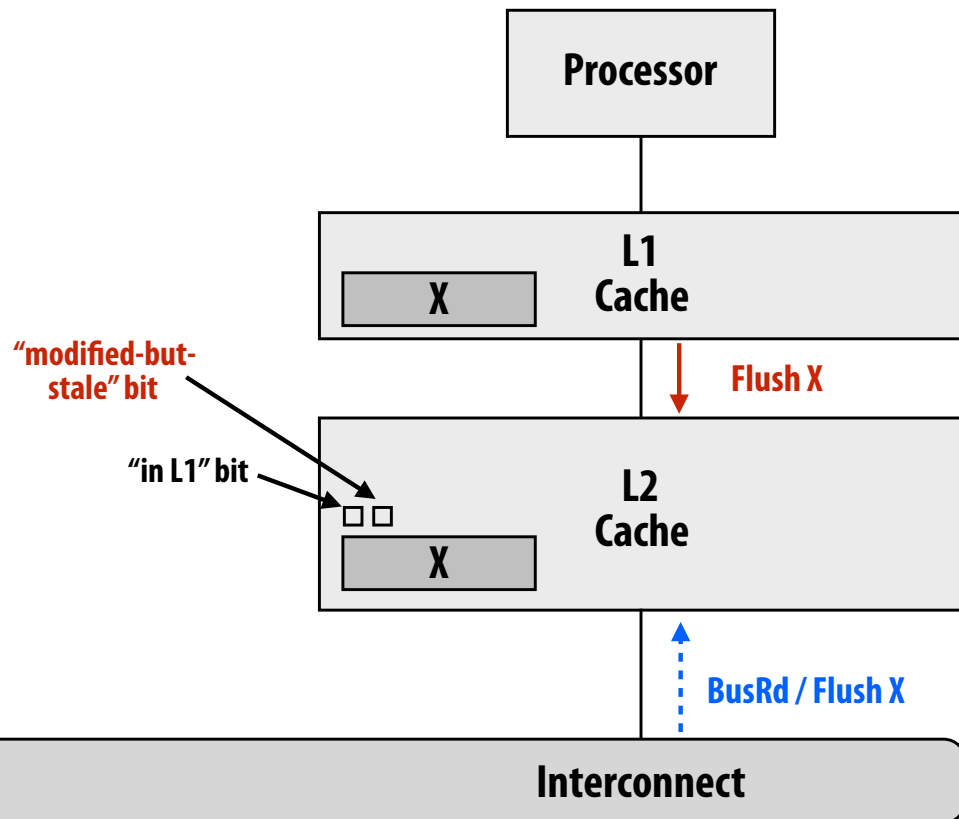 Processor
L1
Cache
X
“modified-but-
stale” bit
Flush X
“in L1” bit
L2
Cache
X
BusRd / Flush X
Interconnect